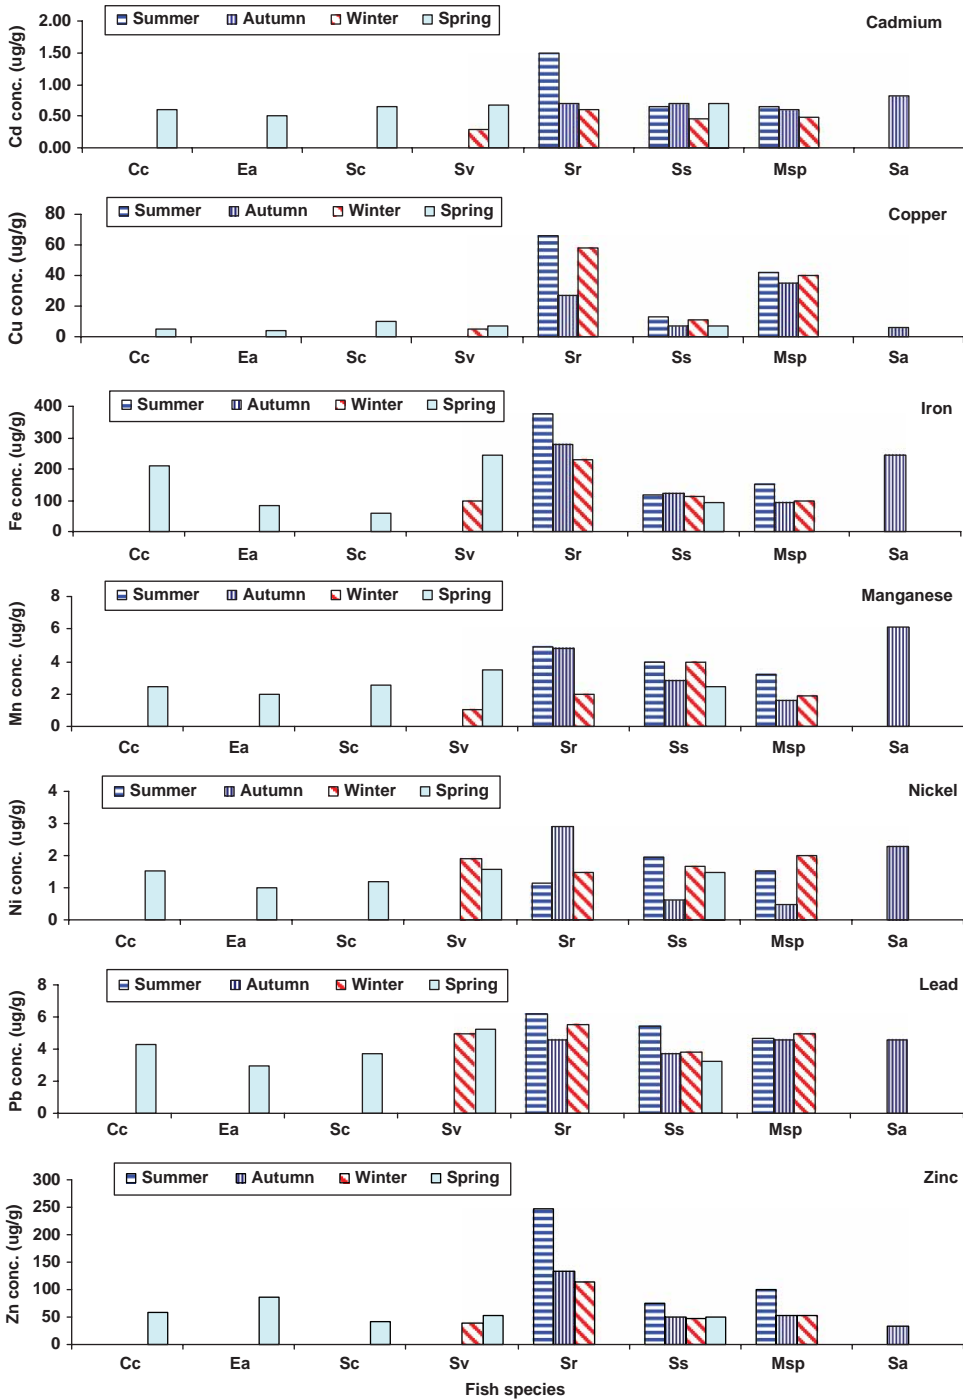 Summer Autumn Winter Spring
Cadmium
Cd conc. (ug/g)
2.00
1.50
1.00
0.50
0.00
Cc Ea Sc Sv Sr Ss Msp Sa
Summer Autumn Winter Spring
Copper
Cu conc. (ug/g)
80
60
40
20
0
Cc Ea Sc Sv Sr Ss Msp Sa
Summer Autumn Winter Spring
Iron
Fe conc. (ug/g)
400
300
200
100
0
Cc Ea Sc Sv Sr Ss Msp Sa
Summer Autumn Winter Spring
Manganese
Mn conc. (ug/g)
8
6
4
2
0
Cc Ea Sc Sv Sr Ss Msp Sa
Summer Autumn Winter Spring
Nickel
Ni conc. (ug/g)
4
3
2
1
0
Cc Ea Sc Sv Sr Ss Msp Sa
Summer Autumn Winter Spring
Lead
Pb conc. (ug/g)
8
6
4
2
0
Cc Ea Sc Sv Sr Ss Msp Sa
Summer Autumn Winter Spring
Zinc
Zn conc. (ug/g)
300
250
200
150
100
50
0
Cc Ea Sc Sv Sr Ss Msp Sa
Fish species